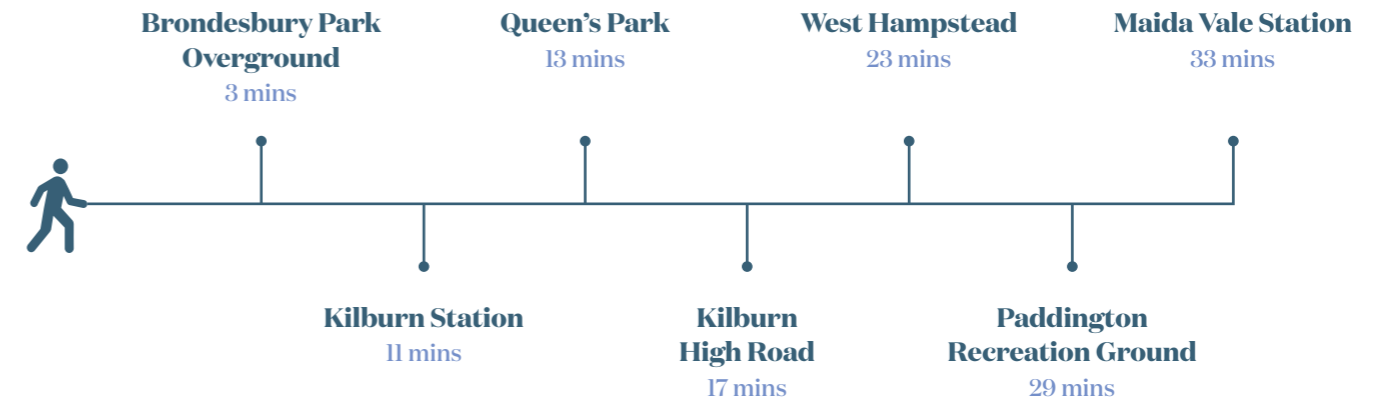 Brondesbury Park
Overground
3 mins
Queen’s Park
13 mins
West Hampstead
23 mins
Maida Vale Station
33 mins
Kilburn Station
11 mins
Kilburn
High Road
17 mins
Paddington
Recreation Ground
29 mins